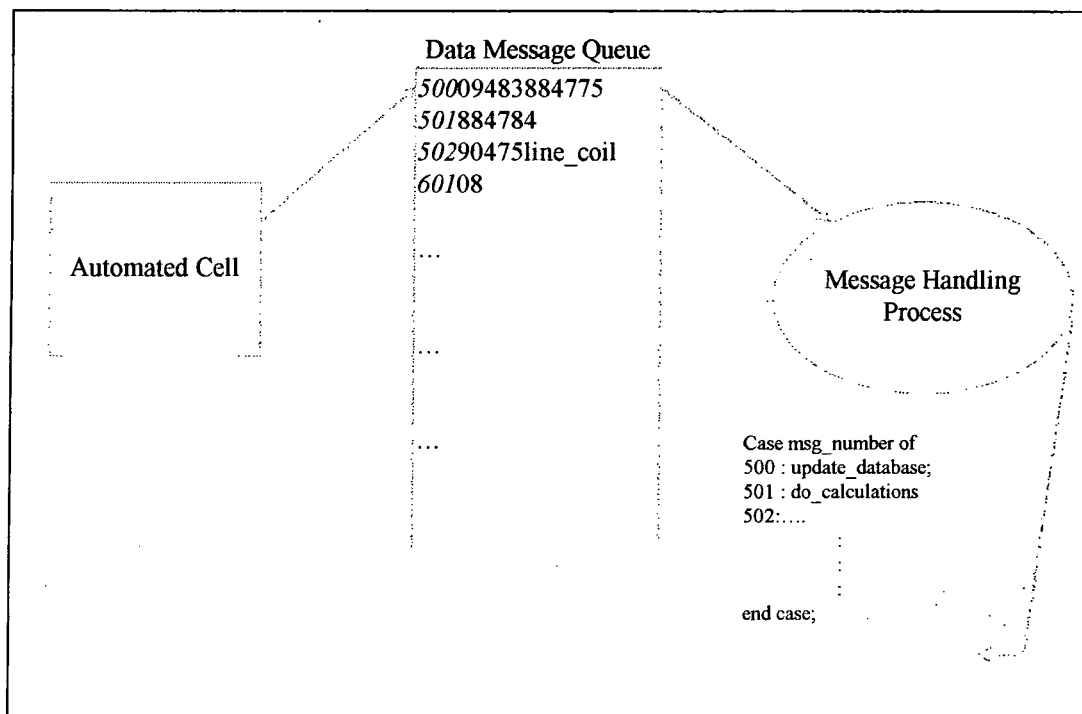 Data Message Queue
50009483884775
501884784
50290475line_coil
60108
...
...
...
Automated Cell
Message Handling
Process
Case msg_number of
500 : update_database;
501 : do_calculations
502:....
end case;